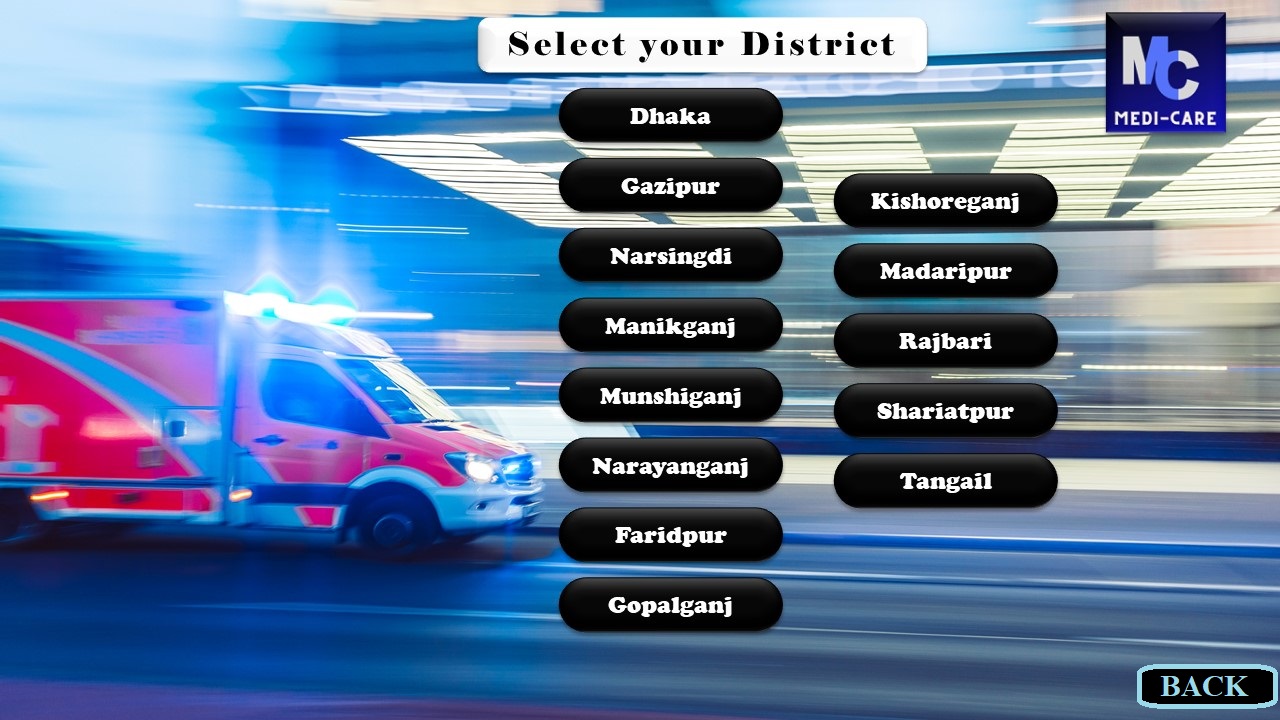 Select your District
MC
MEDI-CARE
Dhaka
Gazipur
Narsingdi
Manikganj
Munshiganj
Narayanganj
Faridpur
Gopalganj
Kishoreganj
Madaripur
Rajbari
Shariatpur
Tangail
BACK